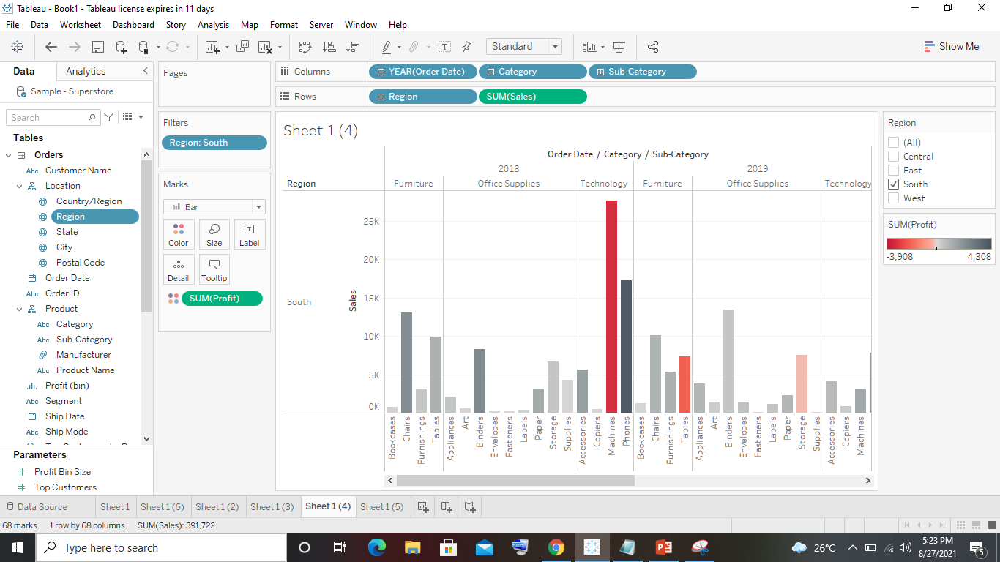 Tableau - Book1 - Tableau license expires in 11 days
File Data Worksheet Dashboard Story Analysis Map Format Server Window Help
Standard
Show Me
Data Analytics
Sample - Superstore
Search
Tables
Orders
Abc Customer Name
Location
Country/Region
Region
State
City
Postal Code
Order Date
Abc Order ID
Product
Abc Category
Abc Sub-Category
Manufacturer
Abc Product Name
Profit (bin)
Abc Segment
Ship Date
Abc Ship Mode
Parameters
Profit Bin Size
Top Customers
Pages
Filters
Region: South
Marks
Bar
Color Size Label
Detail Tooltip
SUM(Profit)
Columns YEAR(Order Date) Category Sub-Category
Rows Region SUM(Sales)
Sheet 1 (4)
Order Date / Category / Sub-Category
2018 2019
Region Furniture Office Supplies Technology Furniture Office Supplies Technology
South
Sales
25K
20K
15K
10K
5K
0K
Bookcases
Chairs
Furnishings
Tables
Appliances
Art
Binders
Envelopes
Fasteners
Labels
Paper
Storage
Supplies
Accessories
Copiers
Machines
Phones
Bookcases
Chairs
Furnishings
Tables
Appliances
Art
Binders
Envelopes
Fasteners
Labels
Paper
Storage
Supplies
Accessories
Copiers
Machines
Region
(All)
Central
East
South
West
SUM(Profit)
-3,908 4,308
Data Source Sheet 1 Sheet 1 (6) Sheet 1 (2) Sheet 1 (3) Sheet 1 (4) Sheet 1 (5)
68 marks 1 row by 68 columns SUM(Sales): 391,722
Type here to search
26°C
5:23 PM
8/27/2021
5